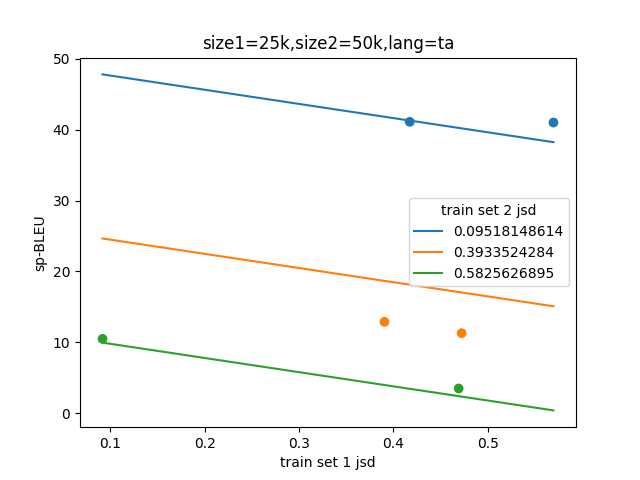 size1=25k,size2=50k,lang=ta
50
40
30
20
10
0
sp-BLEU
train set 2 jsd
0.09518148614
0.3933524284
0.5825626895
0.1 0.2 0.3 0.4 0.5
train set 1 jsd